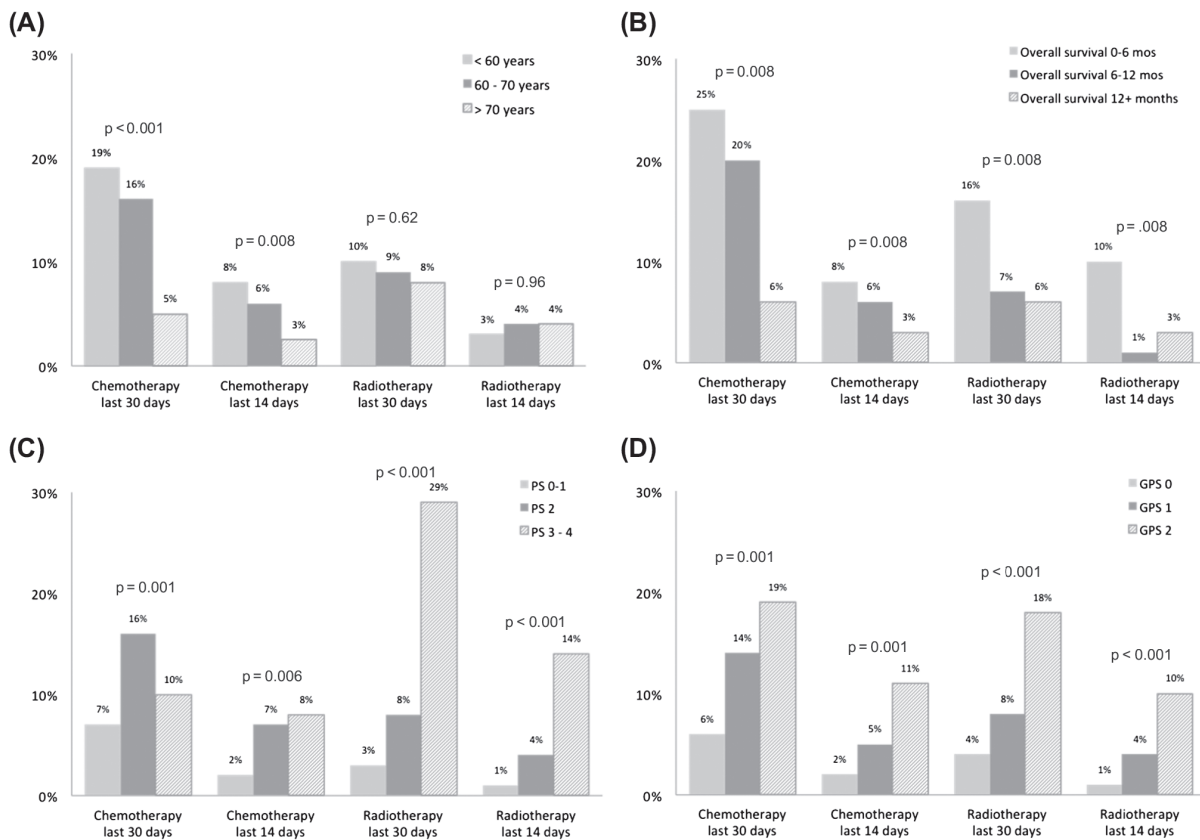 (A)
30%
20%
10%
0%
< 60 years
60 - 70 years
> 70 years
p < 0.001
19%
16%
5%
p = 0.008
8%
6%
3%
p = 0.62
10%
9%
8%
p = 0.96
3%
4%
4%
Chemotherapy
last 30 days
Chemotherapy
last 14 days
Radiotherapy
last 30 days
Radiotherapy
last 14 days
(B)
30%
20%
10%
0%
Overall survival 0-6 mos
Overall survival 6-12 mos
Overall survival 12+ months
p = 0.008
25%
20%
6%
p = 0.008
8%
6%
3%
p = 0.008
16%
7%
6%
p = .008
10%
1%
3%
Chemotherapy
last 30 days
Chemotherapy
last 14 days
Radiotherapy
last 30 days
Radiotherapy
last 14 days
(C)
30%
20%
10%
0%
PS 0-1
PS 2
PS 3 - 4
p = 0.001
7%
16%
10%
p = 0.006
2%
7%
8%
p < 0.001
3%
8%
29%
p < 0.001
1%
4%
14%
Chemotherapy
last 30 days
Chemotherapy
last 14 days
Radiotherapy
last 30 days
Radiotherapy
last 14 days
(D)
30%
20%
10%
0%
GPS 0
GPS 1
GPS 2
p = 0.001
6%
14%
19%
p = 0.001
2%
5%
11%
p < 0.001
4%
8%
18%
p < 0.001
1%
4%
10%
Chemotherapy
last 30 days
Chemotherapy
last 14 days
Radiotherapy
last 30 days
Radiotherapy
last 14 days